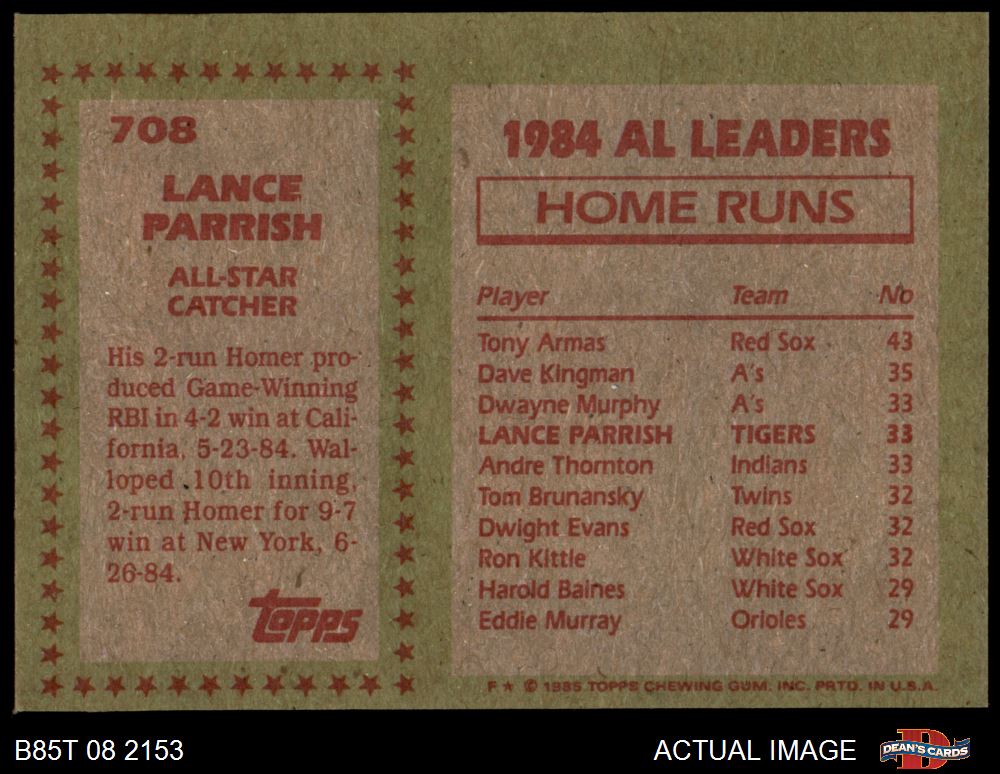 708
LANCE
PARRISH
ALL-STAR
CATCHER
His 2-run Homer pro-
duced Game-Winning
RBI in 4-2 win at Cali-
fornia, 5-23-84. Wal-
loped 10th inning,
2-run Homer for 9-7
win at New York, 6-
26-84.
topps
1984 AL LEADERS
HOME RUNS
Player Team No
Tony Armas Red Sox 43
Dave Kingman A's 35
Dwayne Murphy A's 33
LANCE PARRISH TIGERS 33
Andre Thornton Indians 33
Tom Brunansky Twins 32
Dwight Evans Red Sox 32
Ron Kittle White Sox 32
Harold Baines White Sox 29
Eddie Murray Orioles 29
F ★ © 1985 TOPPS CHEWING GUM, INC. PRTD. IN U.S.A.
B85T 08 2153
ACTUAL IMAGE
DEAN'S CARDS